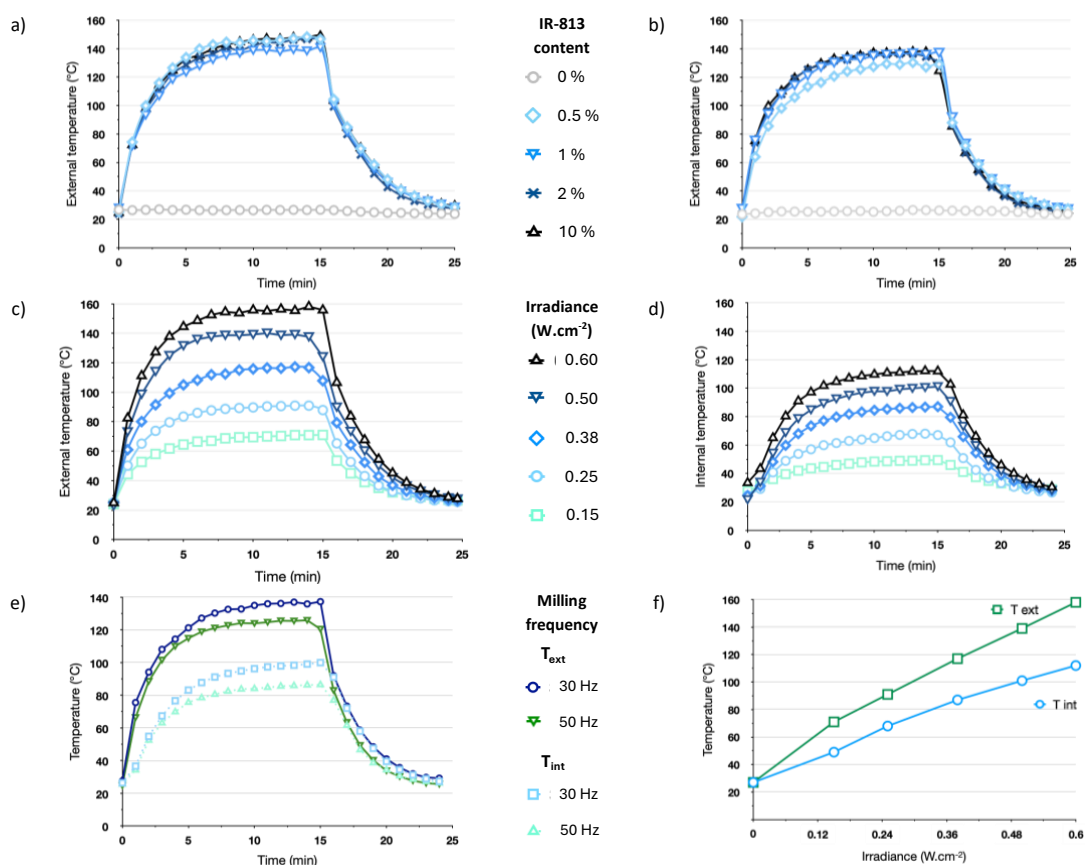 a)
External temperature (°C)
160
140
120
100
80
60
40
20
0
0 5 10 15 20 25
Time (min)
IR-813
content
0 %
0.5 %
1 %
2 %
10 %
b)
External temperature (°C)
160
140
120
100
80
60
40
20
0
0 5 10 15 20 25
Time (min)
c)
External temperature (°C)
160
140
120
100
80
60
40
20
0
0 5 10 15 20 25
Time (min)
Irradiance
(W.cm⁻²)
0.60
0.50
0.38
0.25
0.15
d)
Internal temperature (°C)
160
140
120
100
80
60
40
20
0
0 5 10 15 20 25
Time (min)
e)
Temperature (°C)
140
120
100
80
60
40
20
0
0 5 10 15 20 25
Time (min)
Milling
frequency
Text
30 Hz
50 Hz
Tint
30 Hz
50 Hz
f)
Temperature (°C)
160
140
120
100
80
60
40
20
0 0.12 0.24 0.36 0.48 0.6
Irradiance (W.cm⁻²)
T ext
T int